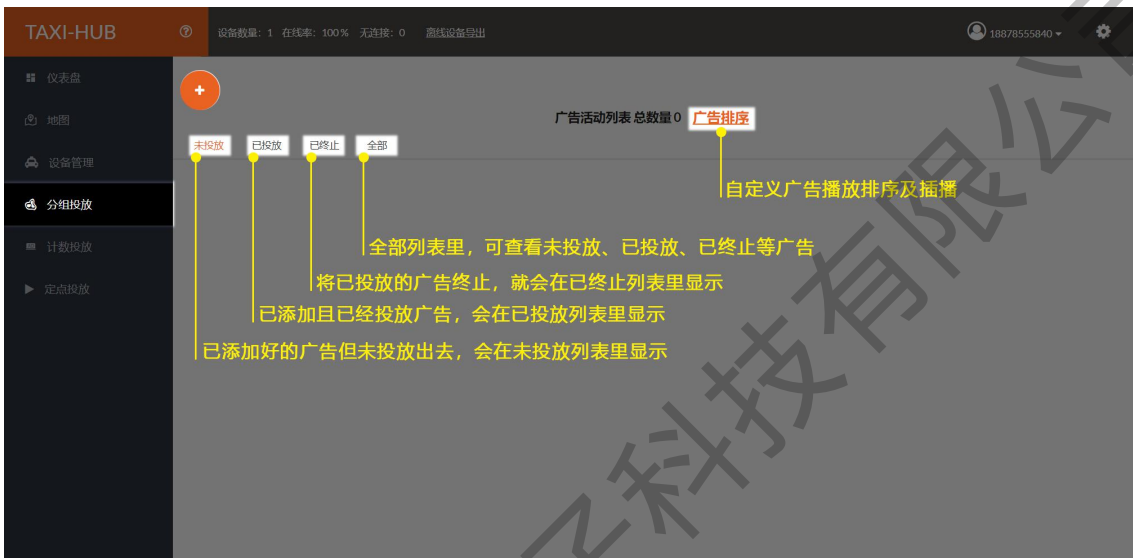 TAXI-HUB
设备数量：1 在线率：100% 无连接：0 离线设备导出
18878555840
仪表盘
地图
广告活动列表 总数量0 广告排序
未投放 已投放 已终止 全部
设备管理
自定义广告播放排序及插播
分组投放
计数投放
全部列表里，可查看未投放、已投放、已终止等广告
定点投放
将已投放的广告终止，就会在已终止列表里显示
已添加且已经投放广告，会在已投放列表里显示
已添加好的广告但未投放出去，会在未投放列表里显示
子科技有限公司